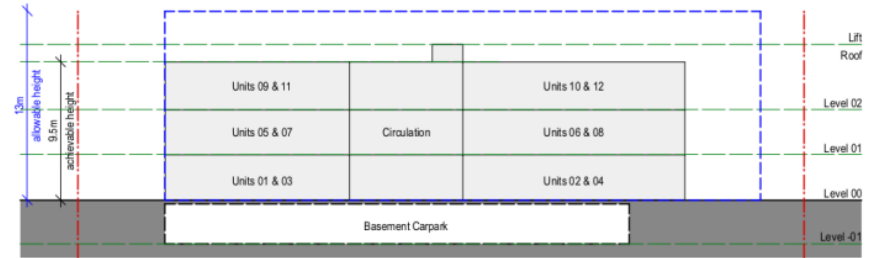 Lift
Roof
Units 09 & 11
Units 10 & 12
Level 02
13m
allowable height
9.5m
achievable height
Units 05 & 07
Circulation
Units 06 & 08
Level 01
Units 01 & 03
Units 02 & 04
Level 00
Basement Carpark
Level -01